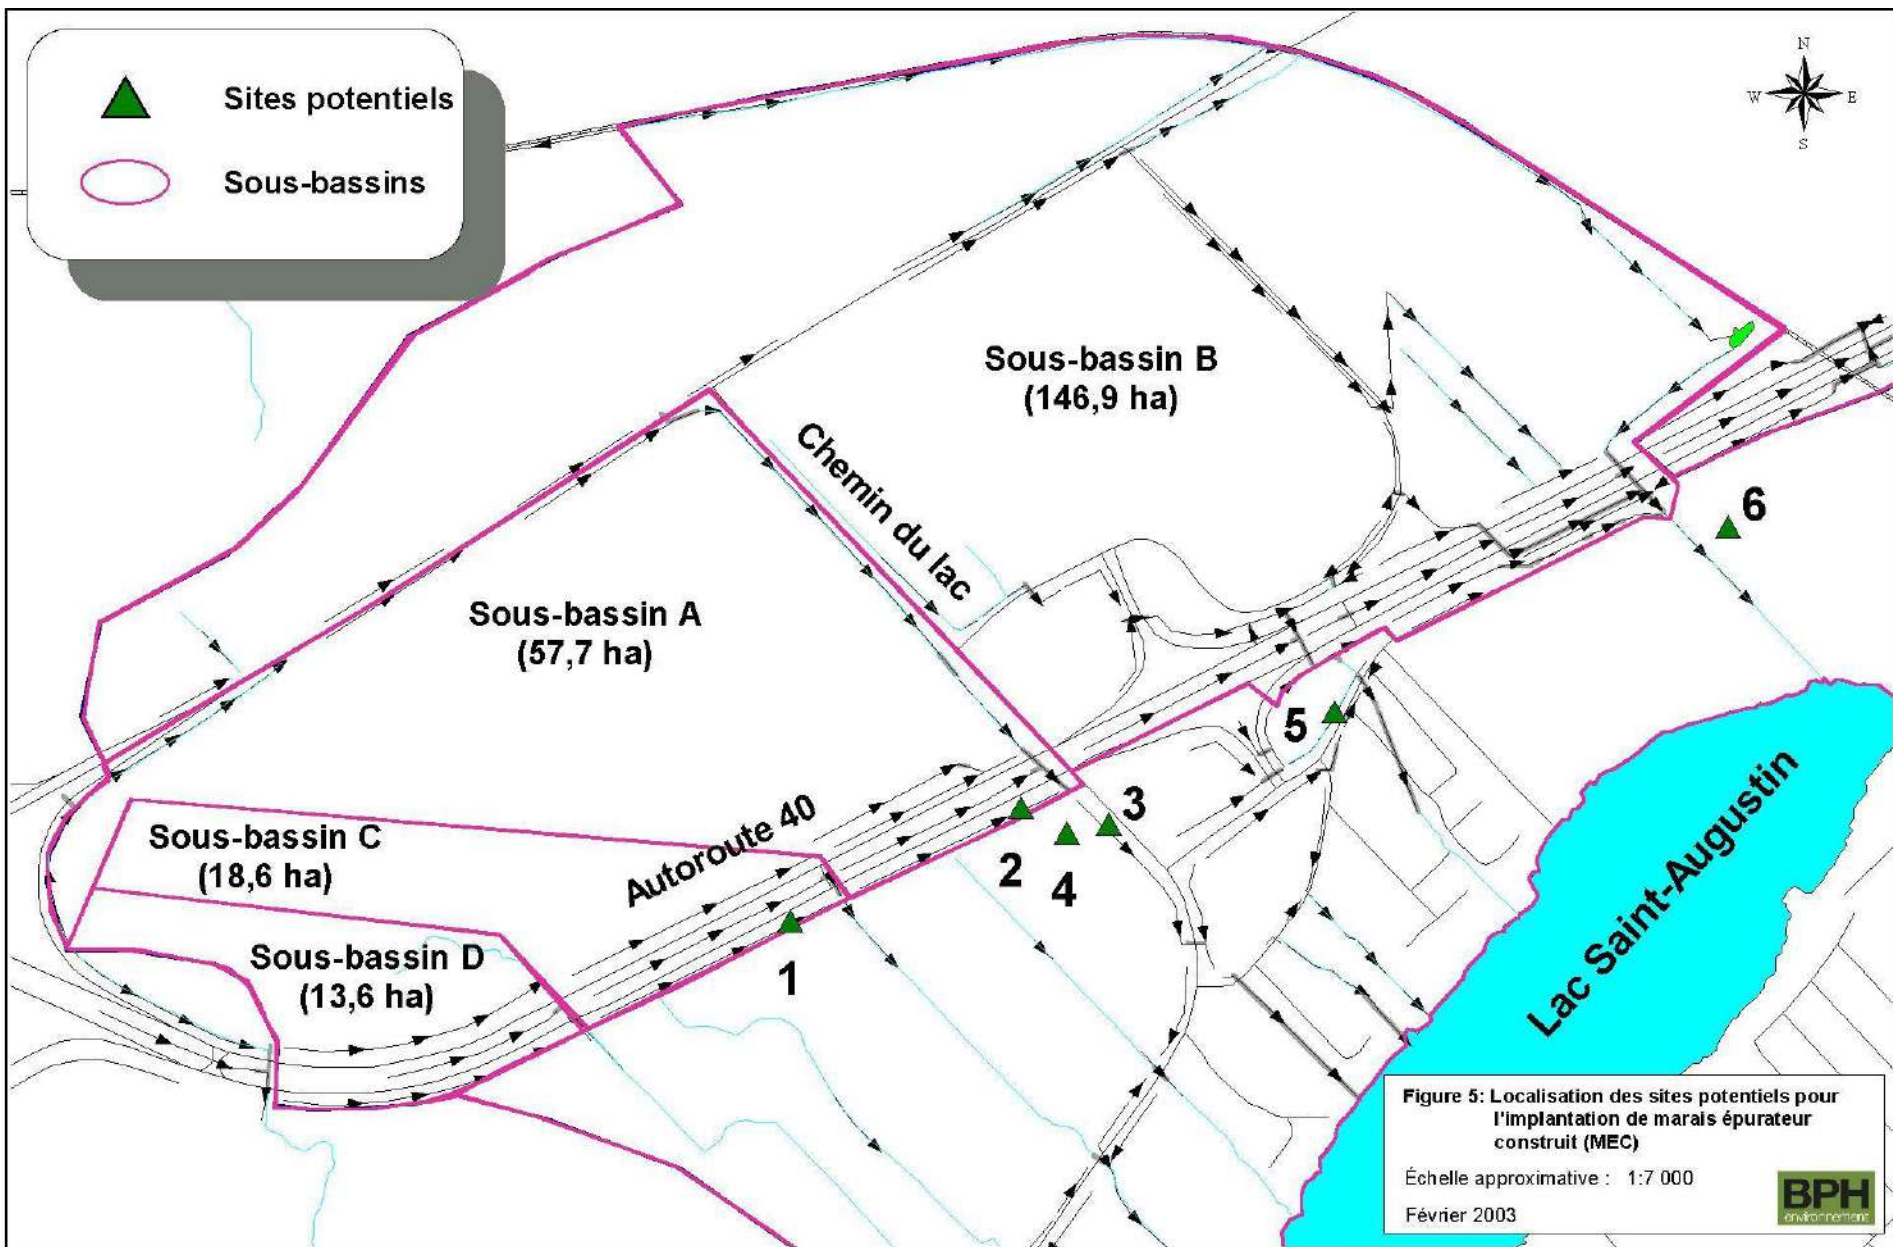 Sites potentiels
Sous-bassins
N
W E
S
Sous-bassin B
(146,9 ha)
Chemin du lac
6
Sous-bassin A
(57,7 ha)
5
Sous-bassin C
(18,6 ha)
Autoroute 40
3
2
4
Lac Saint-Augustin
Sous-bassin D
(13,6 ha)
1
Figure 5: Localisation des sites potentiels pour
l'implantation de marais épurateur
construit (MEC)
Échelle approximative : 1:7 000
Février 2003
BPH
environnement